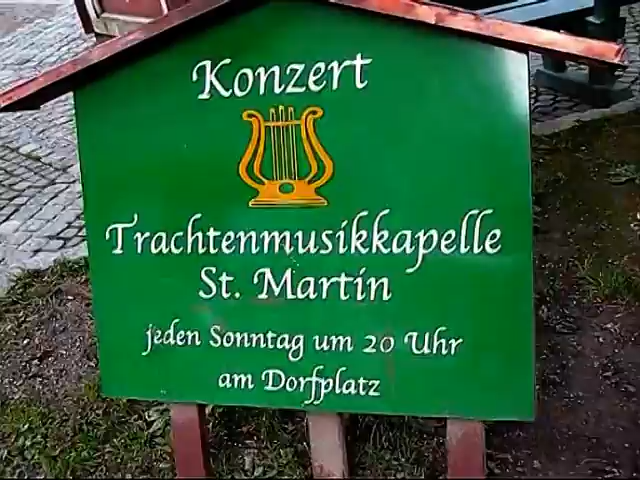 Konzert
Trachtenmusikkapelle
St. Martin
jeden Sonntag um 20 Uhr
am Dorfplatz